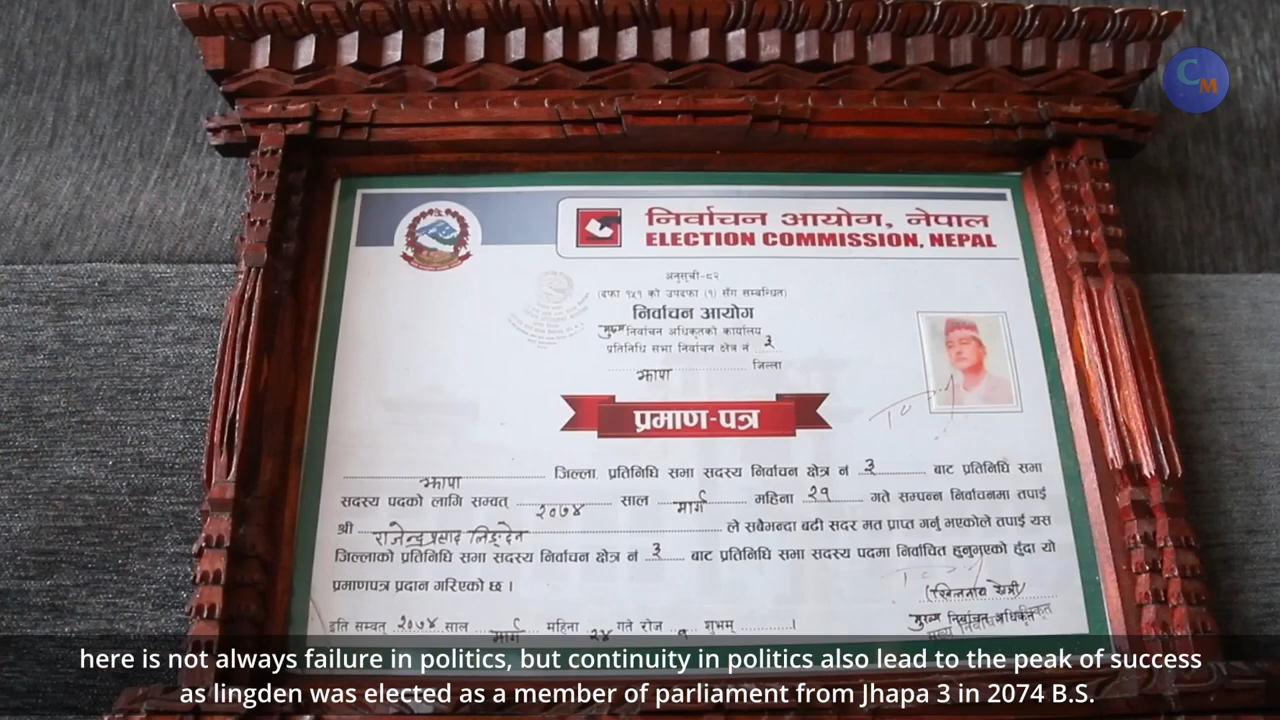 CM
निर्वाचन आयोग, नेपाल
ELECTION COMMISSION, NEPAL
अनुसूची-८२
(दफा १५१ को उपदफा (१) सँग सम्बन्धित)
निर्वाचन आयोग
मुख्य निर्वाचन अधिकृतको कार्यालय
प्रतिनिधि सभा निर्वाचन क्षेत्र नं ३
झापा जिल्ला
प्रमाण-पत्र
झापा जिल्ला, प्रतिनिधि सभा सदस्य निर्वाचन क्षेत्र नं ३ बाट प्रतिनिधि सभा
सदस्य पदको लागि सम्वत् २०७४ साल मार्ग महिना २१ गते सम्पन्न निर्वाचनमा तपाई
श्री राजेन्द्र प्रसाद लिङ्देन ले सबैभन्दा बढी सदर मत प्राप्त गर्नु भएकोले तपाई यस
जिल्लाको प्रतिनिधि सभा सदस्य निर्वाचन क्षेत्र नं ३ बाट प्रतिनिधि सभा सदस्य पदमा निर्वाचित हुनुभएको हुँदा यो
प्रमाणपत्र प्रदान गरिएको छ ।
मुख्य निर्वाचन अधिकृत
इति सम्वत् २०७४ साल मार्ग महिना २४ गते रोज १ शुभम् ।
here is not always failure in politics, but continuity in politics also lead to the peak of success
as lingden was elected as a member of parliament from Jhapa 3 in 2074 B.S.